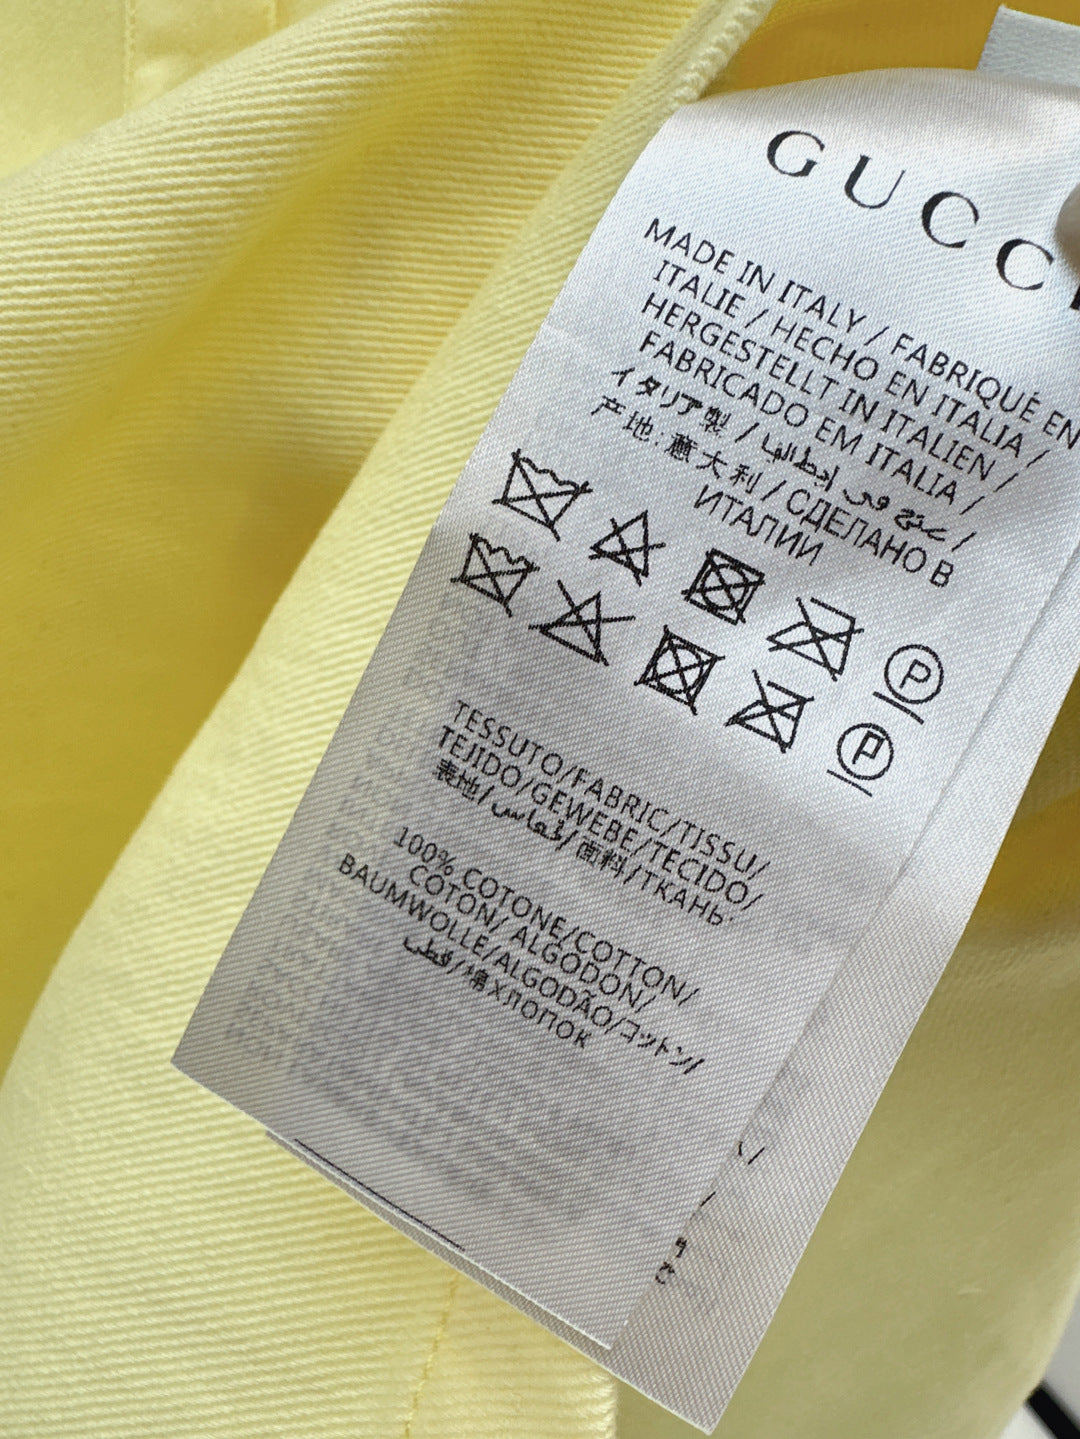 GUCCI
MADE IN ITALY / FABRIQUÉ EN
ITALIE / HECHO EN ITALIA /
HERGESTELLT IN ITALIEN /
FABRICADO EM ITALIA /
イタリア製 / صنع في إيطاليا /
产地: 意大利 / СДЕЛАНО В
ИТАЛИИ
P
P
TESSUTO/FABRIC/TISSU/
TEJIDO/GEWEBE/TECIDO/
表地/قماش/面料/ТКАНЬ:
100% COTONE/COTTON/
COTON/ ALGODON/
BAUMWOLLE/ALGODÃO/コットン/
قطن/棉 ХЛОПОК